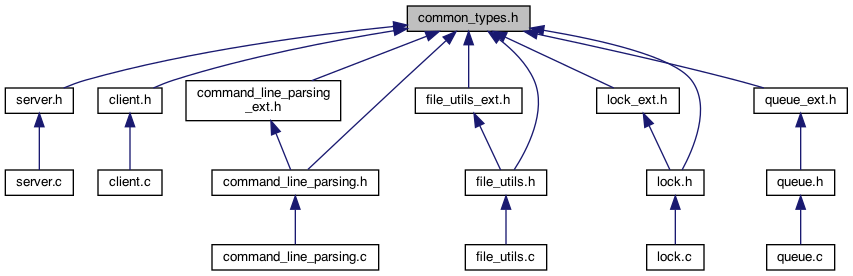 common_types.h
server.h
client.h
command_line_parsing
_ext.h
file_utils_ext.h
lock_ext.h
queue_ext.h
server.c
client.c
command_line_parsing.h
file_utils.h
lock.h
queue.h
command_line_parsing.c
file_utils.c
lock.c
queue.c